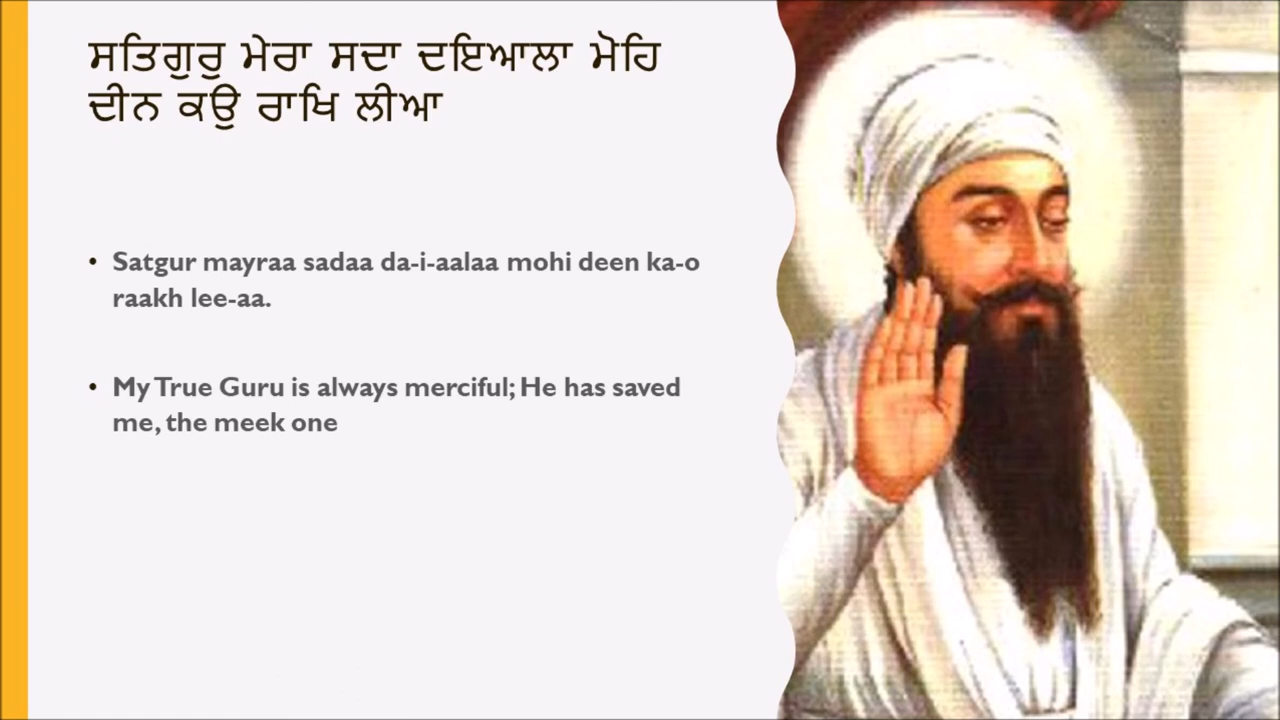 ਸਤਿਗੁਰੁ ਮੇਰਾ ਸਦਾ ਦਇਆਲਾ ਮੋਹਿ
ਦੀਨ ਕਉ ਰਾਖਿ ਲੀਆ
• Satgur mayraa sadaa da-i-aalaa mohi deen ka-o
raakh lee-aa.
• My True Guru is always merciful; He has saved
me, the meek one